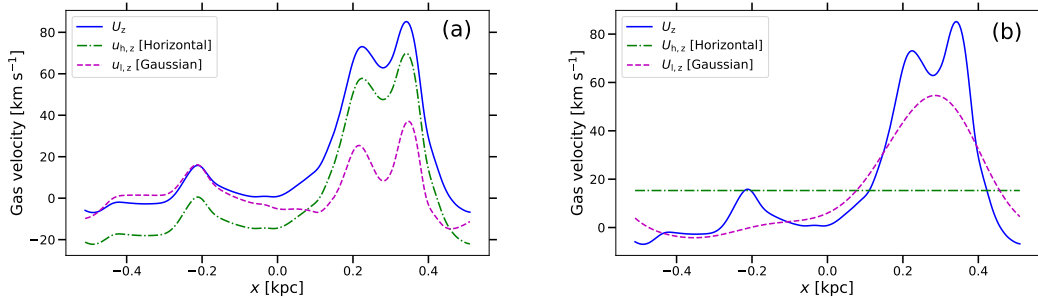 (a)
U_z
u_h,z [Horizontal]
u_l,z [Gaussian]
Gas velocity [km s⁻¹]
80
60
40
20
0
−20
−0.4
−0.2
0.0
0.2
0.4
x [kpc]
(b)
U_z
U_h,z [Horizontal]
U_l,z [Gaussian]
Gas velocity [km s⁻¹]
80
60
40
20
0
−0.4
−0.2
0.0
0.2
0.4
x [kpc]